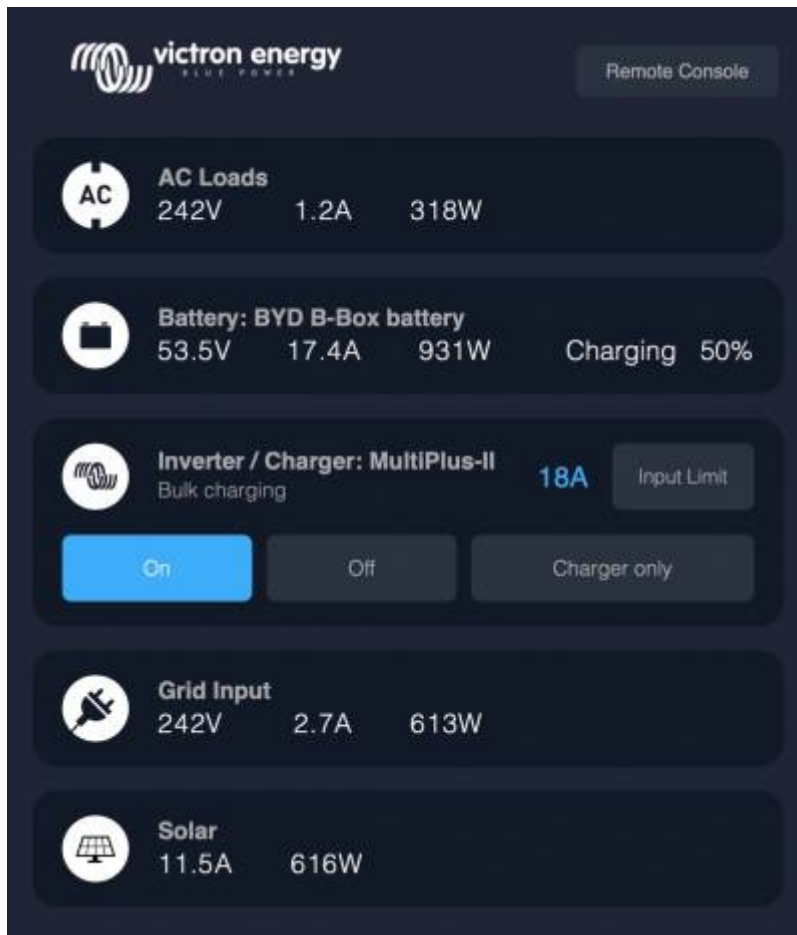 victron energy
BLUE POWER
Remote Console
AC
AC Loads
242V 1.2A 318W
Battery: BYD B-Box battery
53.5V 17.4A 931W Charging 50%
Inverter / Charger: MultiPlus-II
Bulk charging
18A Input Limit
On Off Charger only
Grid Input
242V 2.7A 613W
Solar
11.5A 616W